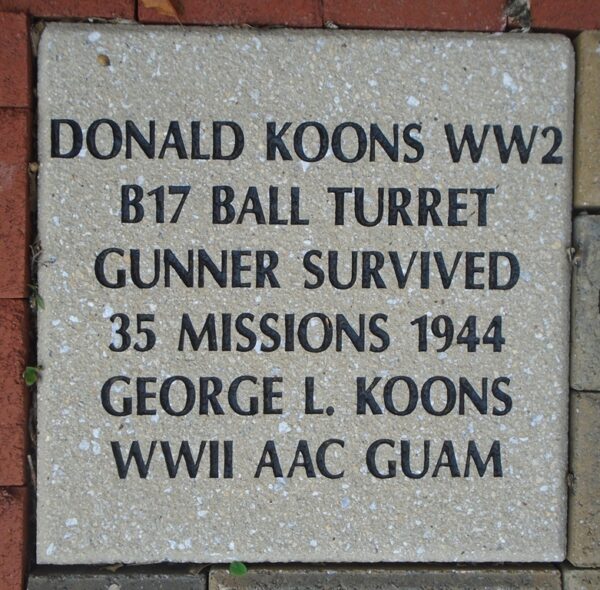 DONALD KOONS WW2
B17 BALL TURRET
GUNNER SURVIVED
35 MISSIONS 1944
GEORGE L. KOONS
WWII AAC GUAM